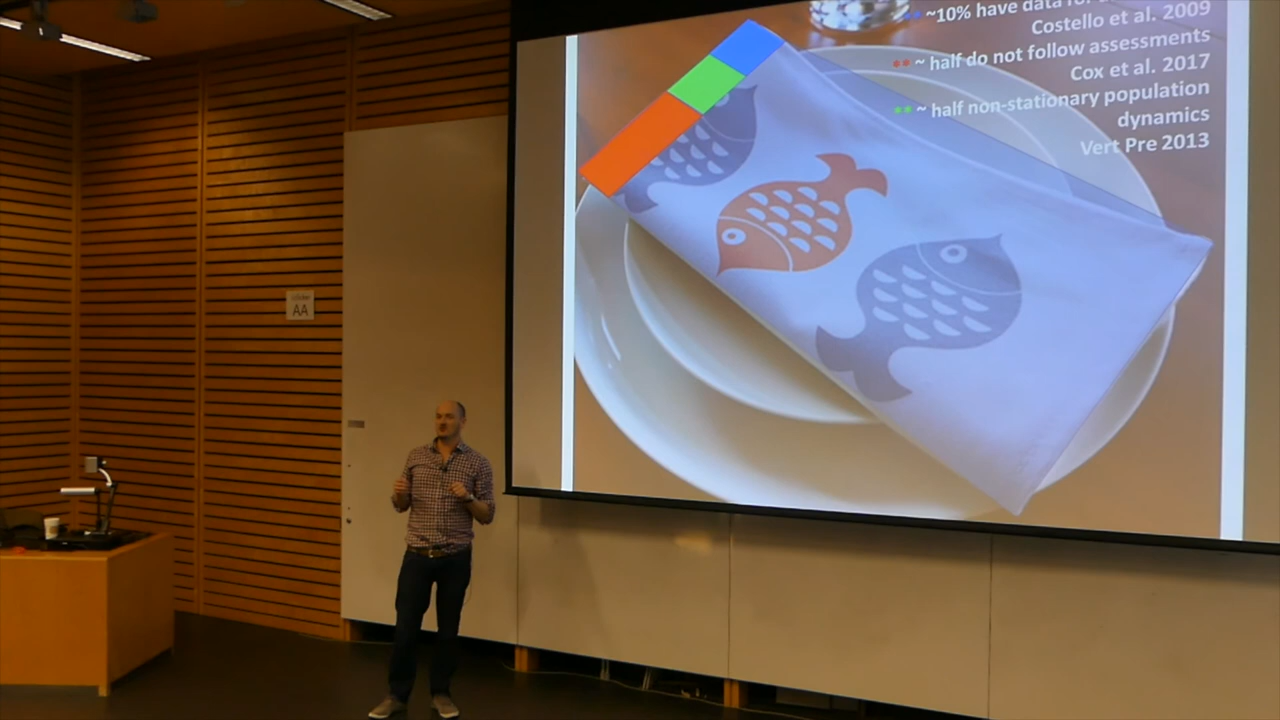 ** ~10% have data for
Costello et al. 2009
** ~ half do not follow assessments
Cox et al. 2017
** ~ half non-stationary population
dynamics
Vert Pre 2013
AA